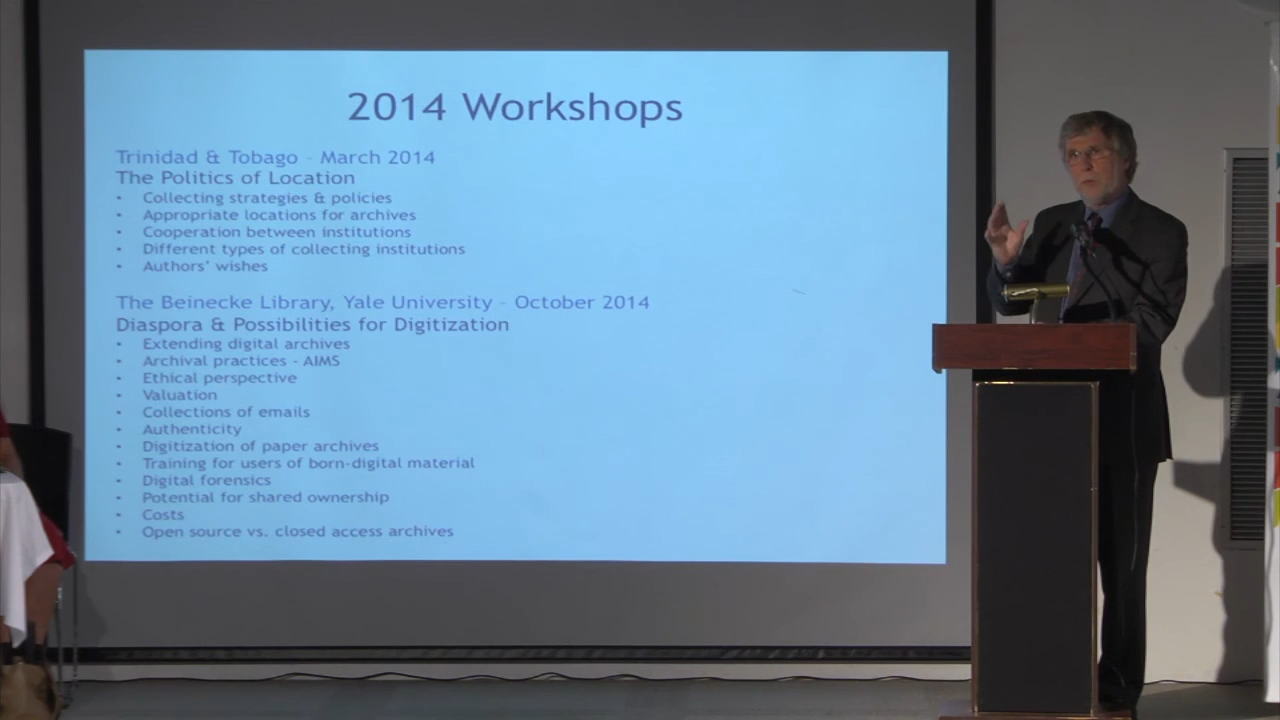 2014 Workshops
Trinidad & Tobago – March 2014
The Politics of Location
• Collecting strategies & policies
• Appropriate locations for archives
• Cooperation between institutions
• Different types of collecting institutions
• Authors' wishes
The Beinecke Library, Yale University – October 2014
Diaspora & Possibilities for Digitization
• Extending digital archives
• Archival practices - AIMS
• Ethical perspective
• Valuation
• Collections of emails
• Authenticity
• Digitization of paper archives
• Training for users of born-digital material
• Digital forensics
• Potential for shared ownership
• Costs
• Open source vs. closed access archives